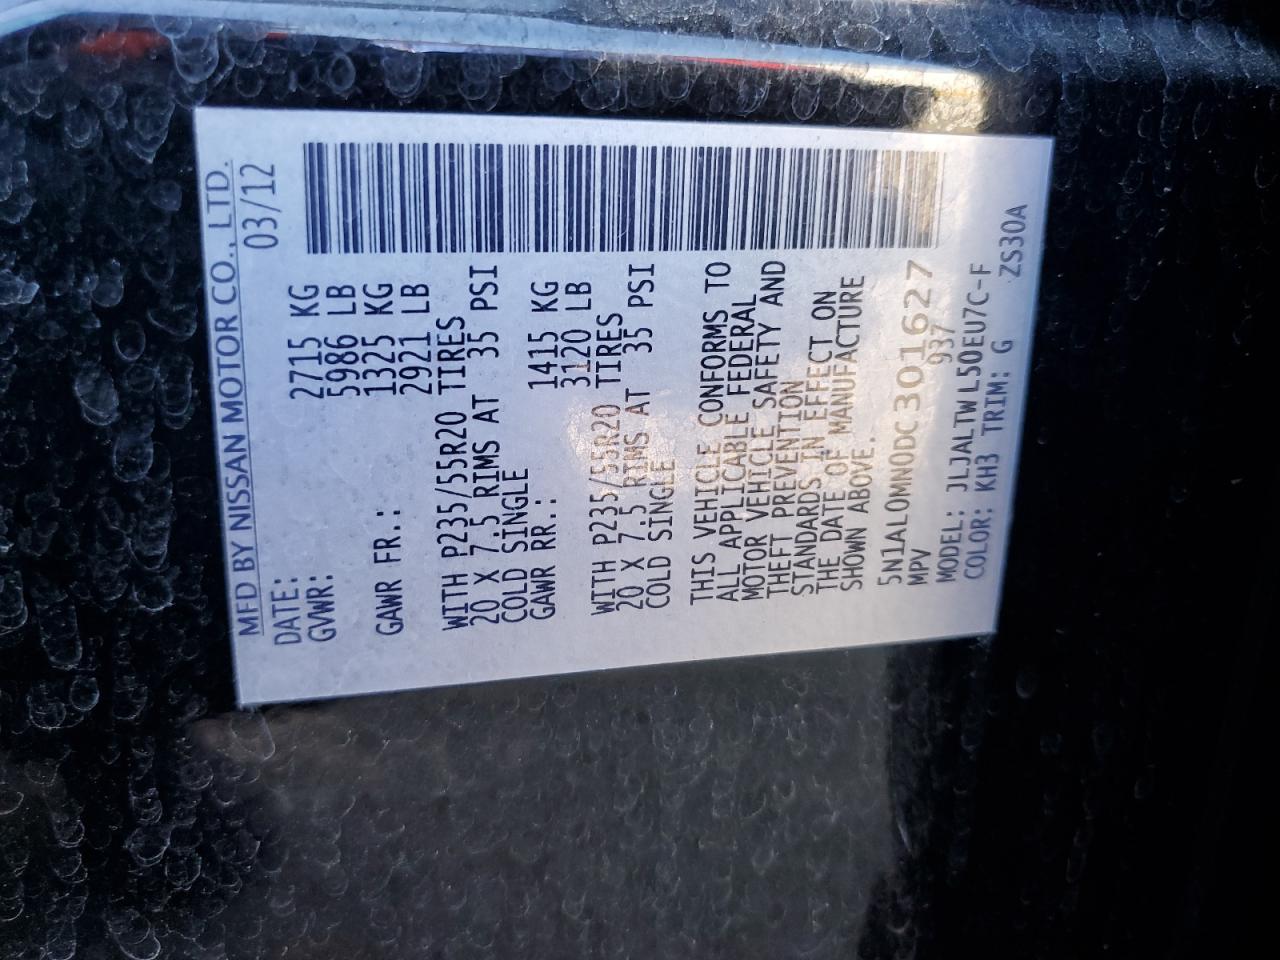 MFD BY NISSAN MOTOR CO., LTD.
DATE: 03/12
GVWR: 2715 KG
5986 LB
GAWR FR.: 1325 KG
2921 LB
WITH P235/55R20 TIRES
20 X 7.5 RIMS AT 35 PSI
COLD SINGLE
GAWR RR.: 1415 KG
3120 LB
WITH P235/55R20 TIRES
20 X 7.5 RIMS AT 35 PSI
COLD SINGLE
THIS VEHICLE CONFORMS TO
ALL APPLICABLE FEDERAL
MOTOR VEHICLE SAFETY AND
THEFT PREVENTION
STANDARDS IN EFFECT ON
THE DATE OF MANUFACTURE
SHOWN ABOVE.
5N1AL0MN0DC301627
MPV 937
MODEL: JLJALTWL50EU7C-F
COLOR: KH3 TRIM: G ZS30A